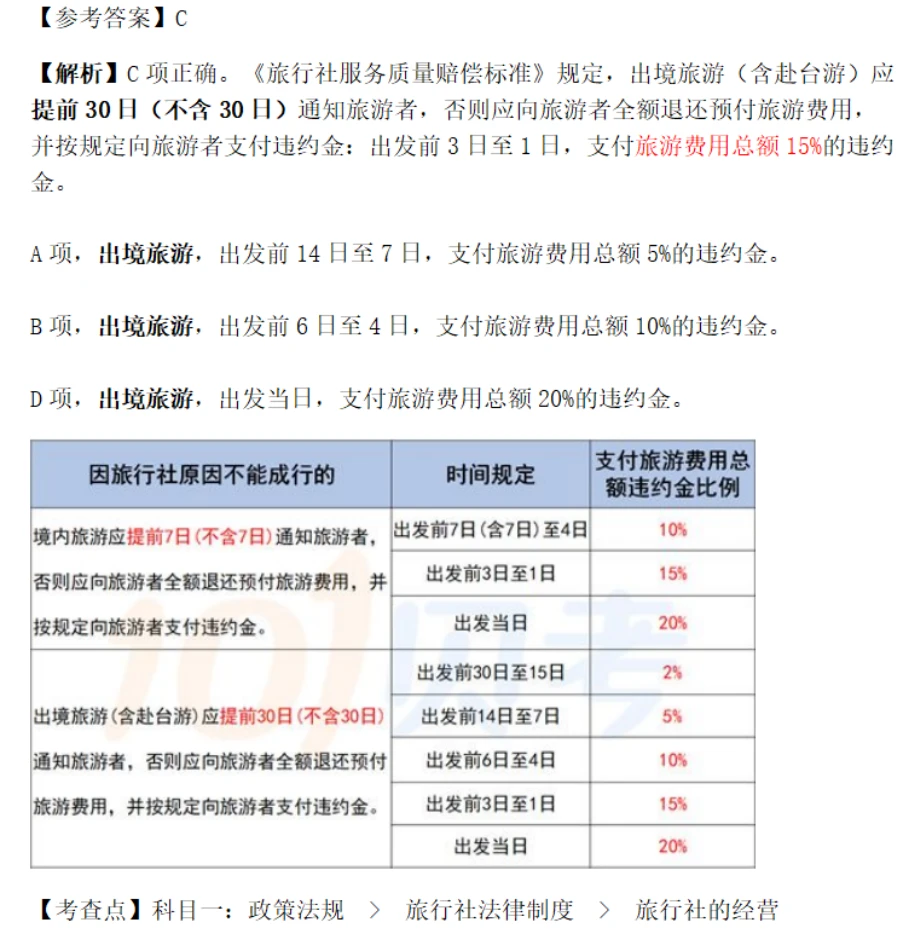 【参考答案】C
【解析】C 项正确。《旅行社服务质量赔偿标准》规定，出境旅游（含赴台游）应
提前 30 日（不含 30 日）通知旅游者，否则应向旅游者全额退还预付旅游费用，
并按规定向旅游者支付违约金：出发前 3 日至 1 日，支付旅游费用总额 15%的违约
金。
A 项，出境旅游，出发前 14 日至 7 日，支付旅游费用总额 5%的违约金。
B 项，出境旅游，出发前 6 日至 4 日，支付旅游费用总额 10%的违约金。
D 项，出境旅游，出发当日，支付旅游费用总额 20%的违约金。
因旅行社原因不能成行的 时间规定 支付旅游费用总
额违约金比例
境内旅游应提前7日(不含7日)通知旅游者，
否则应向旅游者全额退还预付旅游费用，并
按规定向旅游者支付违约金。
出发前7日(含7日)至4日 10%
出发前3日至1日 15%
出发当日 20%
出境旅游(含赴台游)应提前30日(不含30日)
通知旅游者，否则应向旅游者全额退还预付
旅游费用，并按规定向旅游者支付违约金。
出发前30日至15日 2%
出发前14日至7日 5%
出发前6日至4日 10%
出发前3日至1日 15%
出发当日 20%
101贝考
【考查点】科目一：政策法规 > 旅行社法律制度 > 旅行社的经营